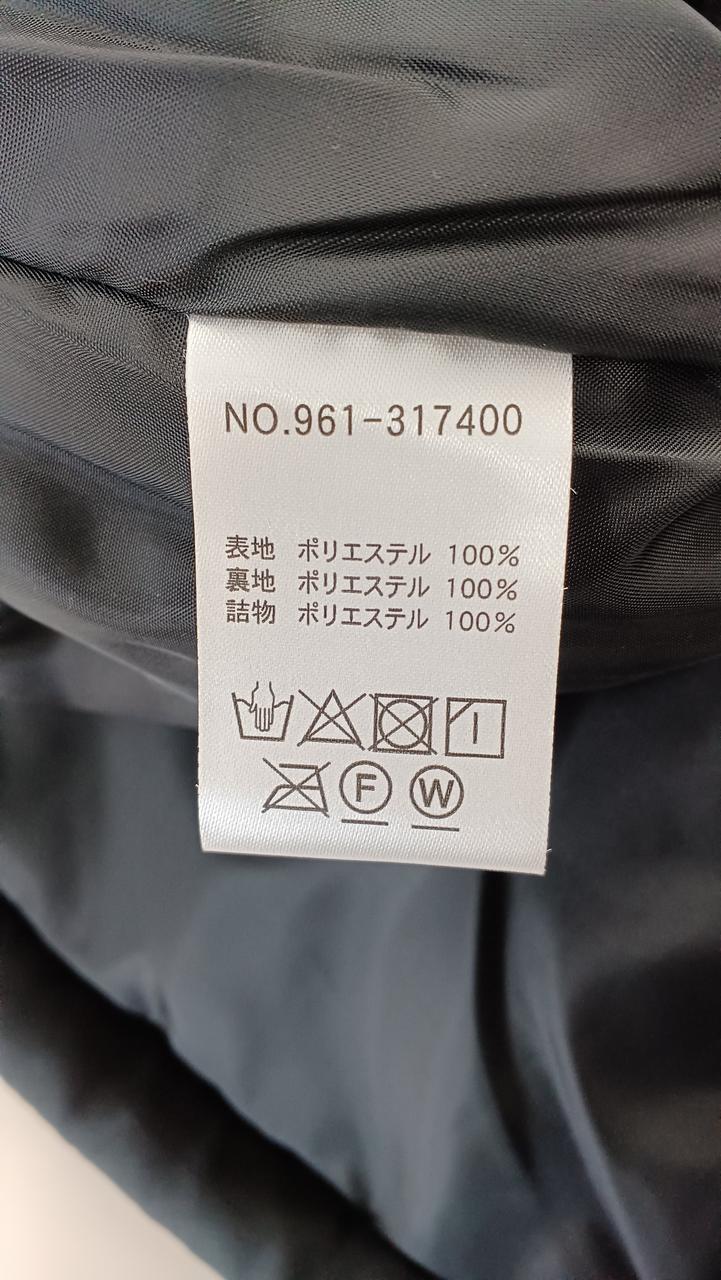 NO.961-317400
表地 ポリエステル 100%
裏地 ポリエステル 100%
詰物 ポリエステル 100%
F W